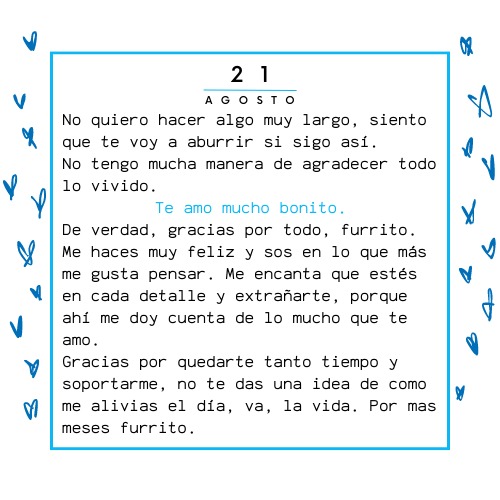 21
AGOSTO
No quiero hacer algo muy largo, siento
que te voy a aburrir si sigo así.
No tengo mucha manera de agradecer todo
lo vivido.
Te amo mucho bonito.
De verdad, gracias por todo, furrito.
Me haces muy feliz y sos en lo que más
me gusta pensar. Me encanta que estés
en cada detalle y extrañarte, porque
ahí me doy cuenta de lo mucho que te
amo.
Gracias por quedarte tanto tiempo y
soportarme, no te das una idea de como
me alivias el día, va, la vida. Por mas
meses furrito.